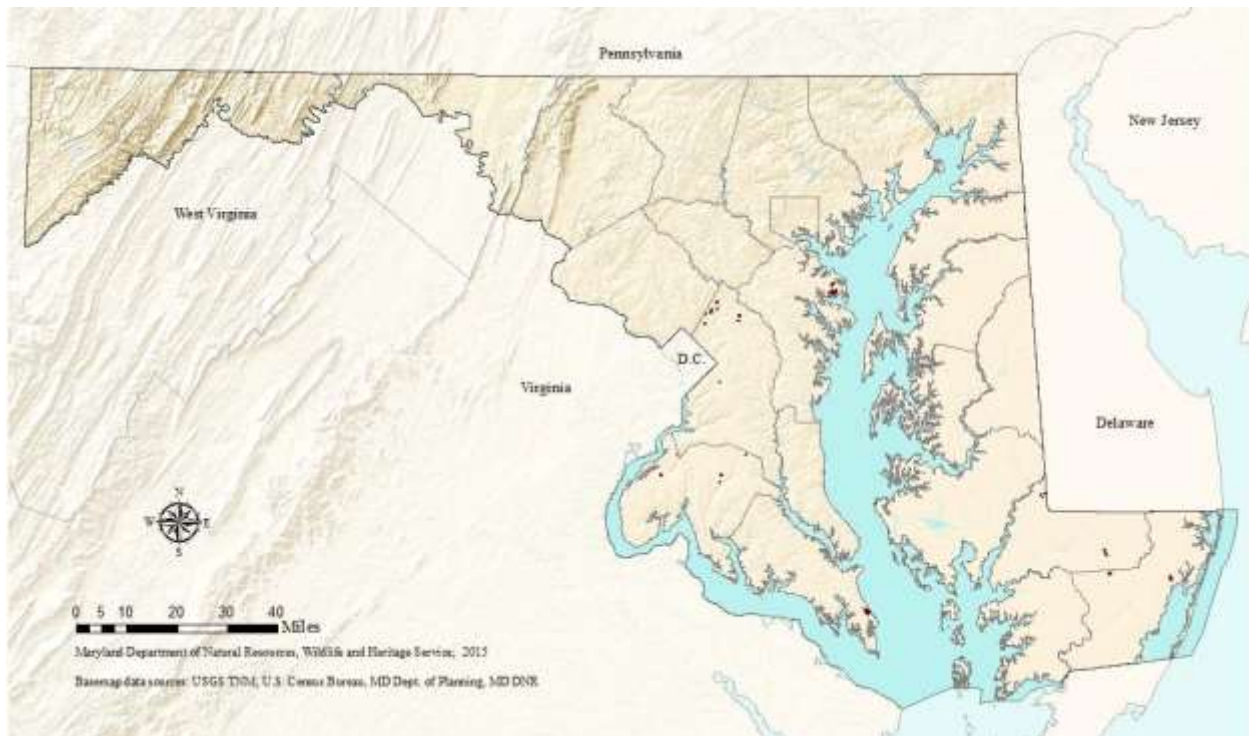 Pennsylvania
New Jersey
West Virginia
D.C.
Virginia
Delaware
N
W E
S
0 5 10 20 30 40
Miles
Maryland Department of Natural Resources, Wildlife and Heritage Service, 2015
Basemap data sources: USGS TNM, U.S. Census Bureau, MD Dept. of Planning, MD DNR